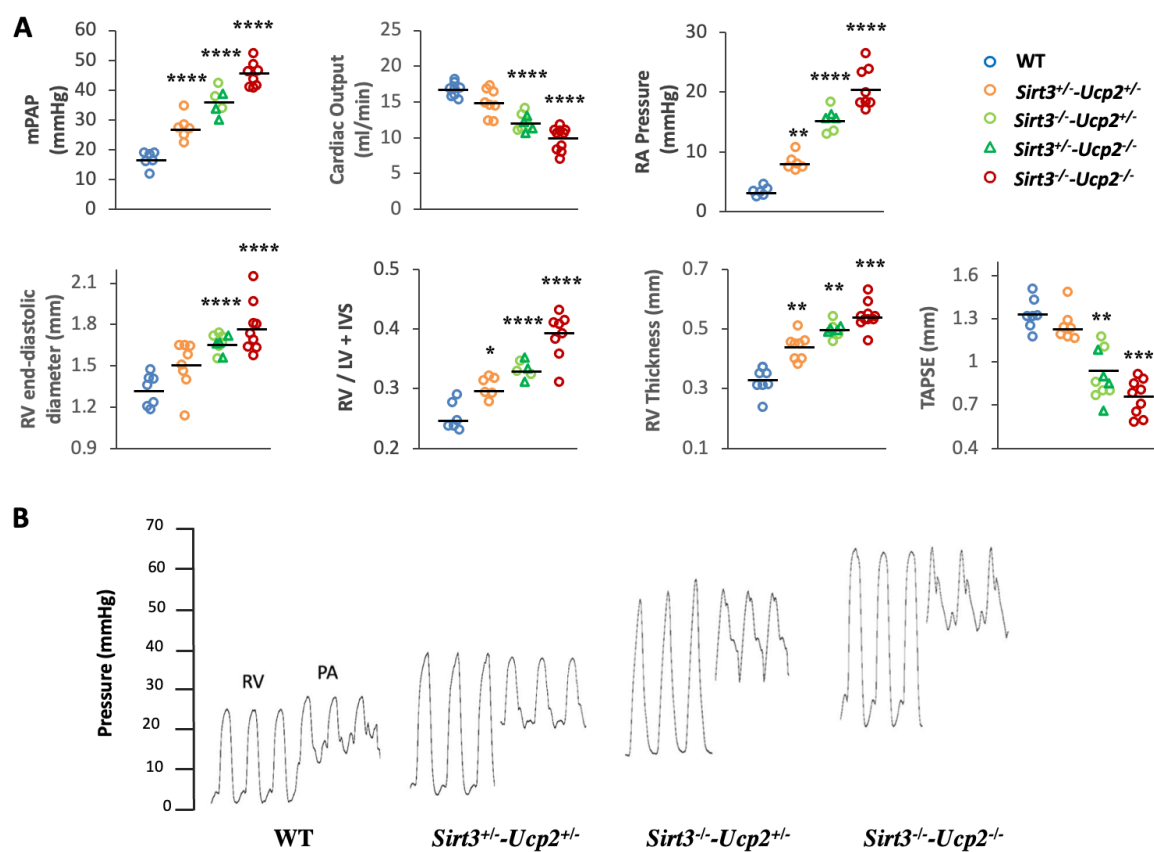 A
mPAP
(mmHg)
60
50
40
30
20
10
0
****
****
****
Cardiac Output
(ml/min)
25
20
15
10
5
0
****
****
RA Pressure
(mmHg)
30
20
10
0
**
****
****
WT
Sirt3+/--Ucp2+/-
Sirt3-/--Ucp2+/-
Sirt3+/--Ucp2-/-
Sirt3-/--Ucp2-/-
RV end-diastolic
diameter (mm)
2.1
1.8
1.5
1.2
0.9
****
****
RV / LV + IVS
0.5
0.4
0.3
0.2
*
****
****
RV Thickness (mm)
0.7
0.5
0.3
0.1
**
**
***
TAPSE (mm)
1.6
1.3
1
0.7
0.4
**
***
B
Pressure (mmHg)
70
60
50
40
30
20
10
0
RV
PA
WT
Sirt3+/--Ucp2+/-
Sirt3-/--Ucp2+/-
Sirt3-/--Ucp2-/-